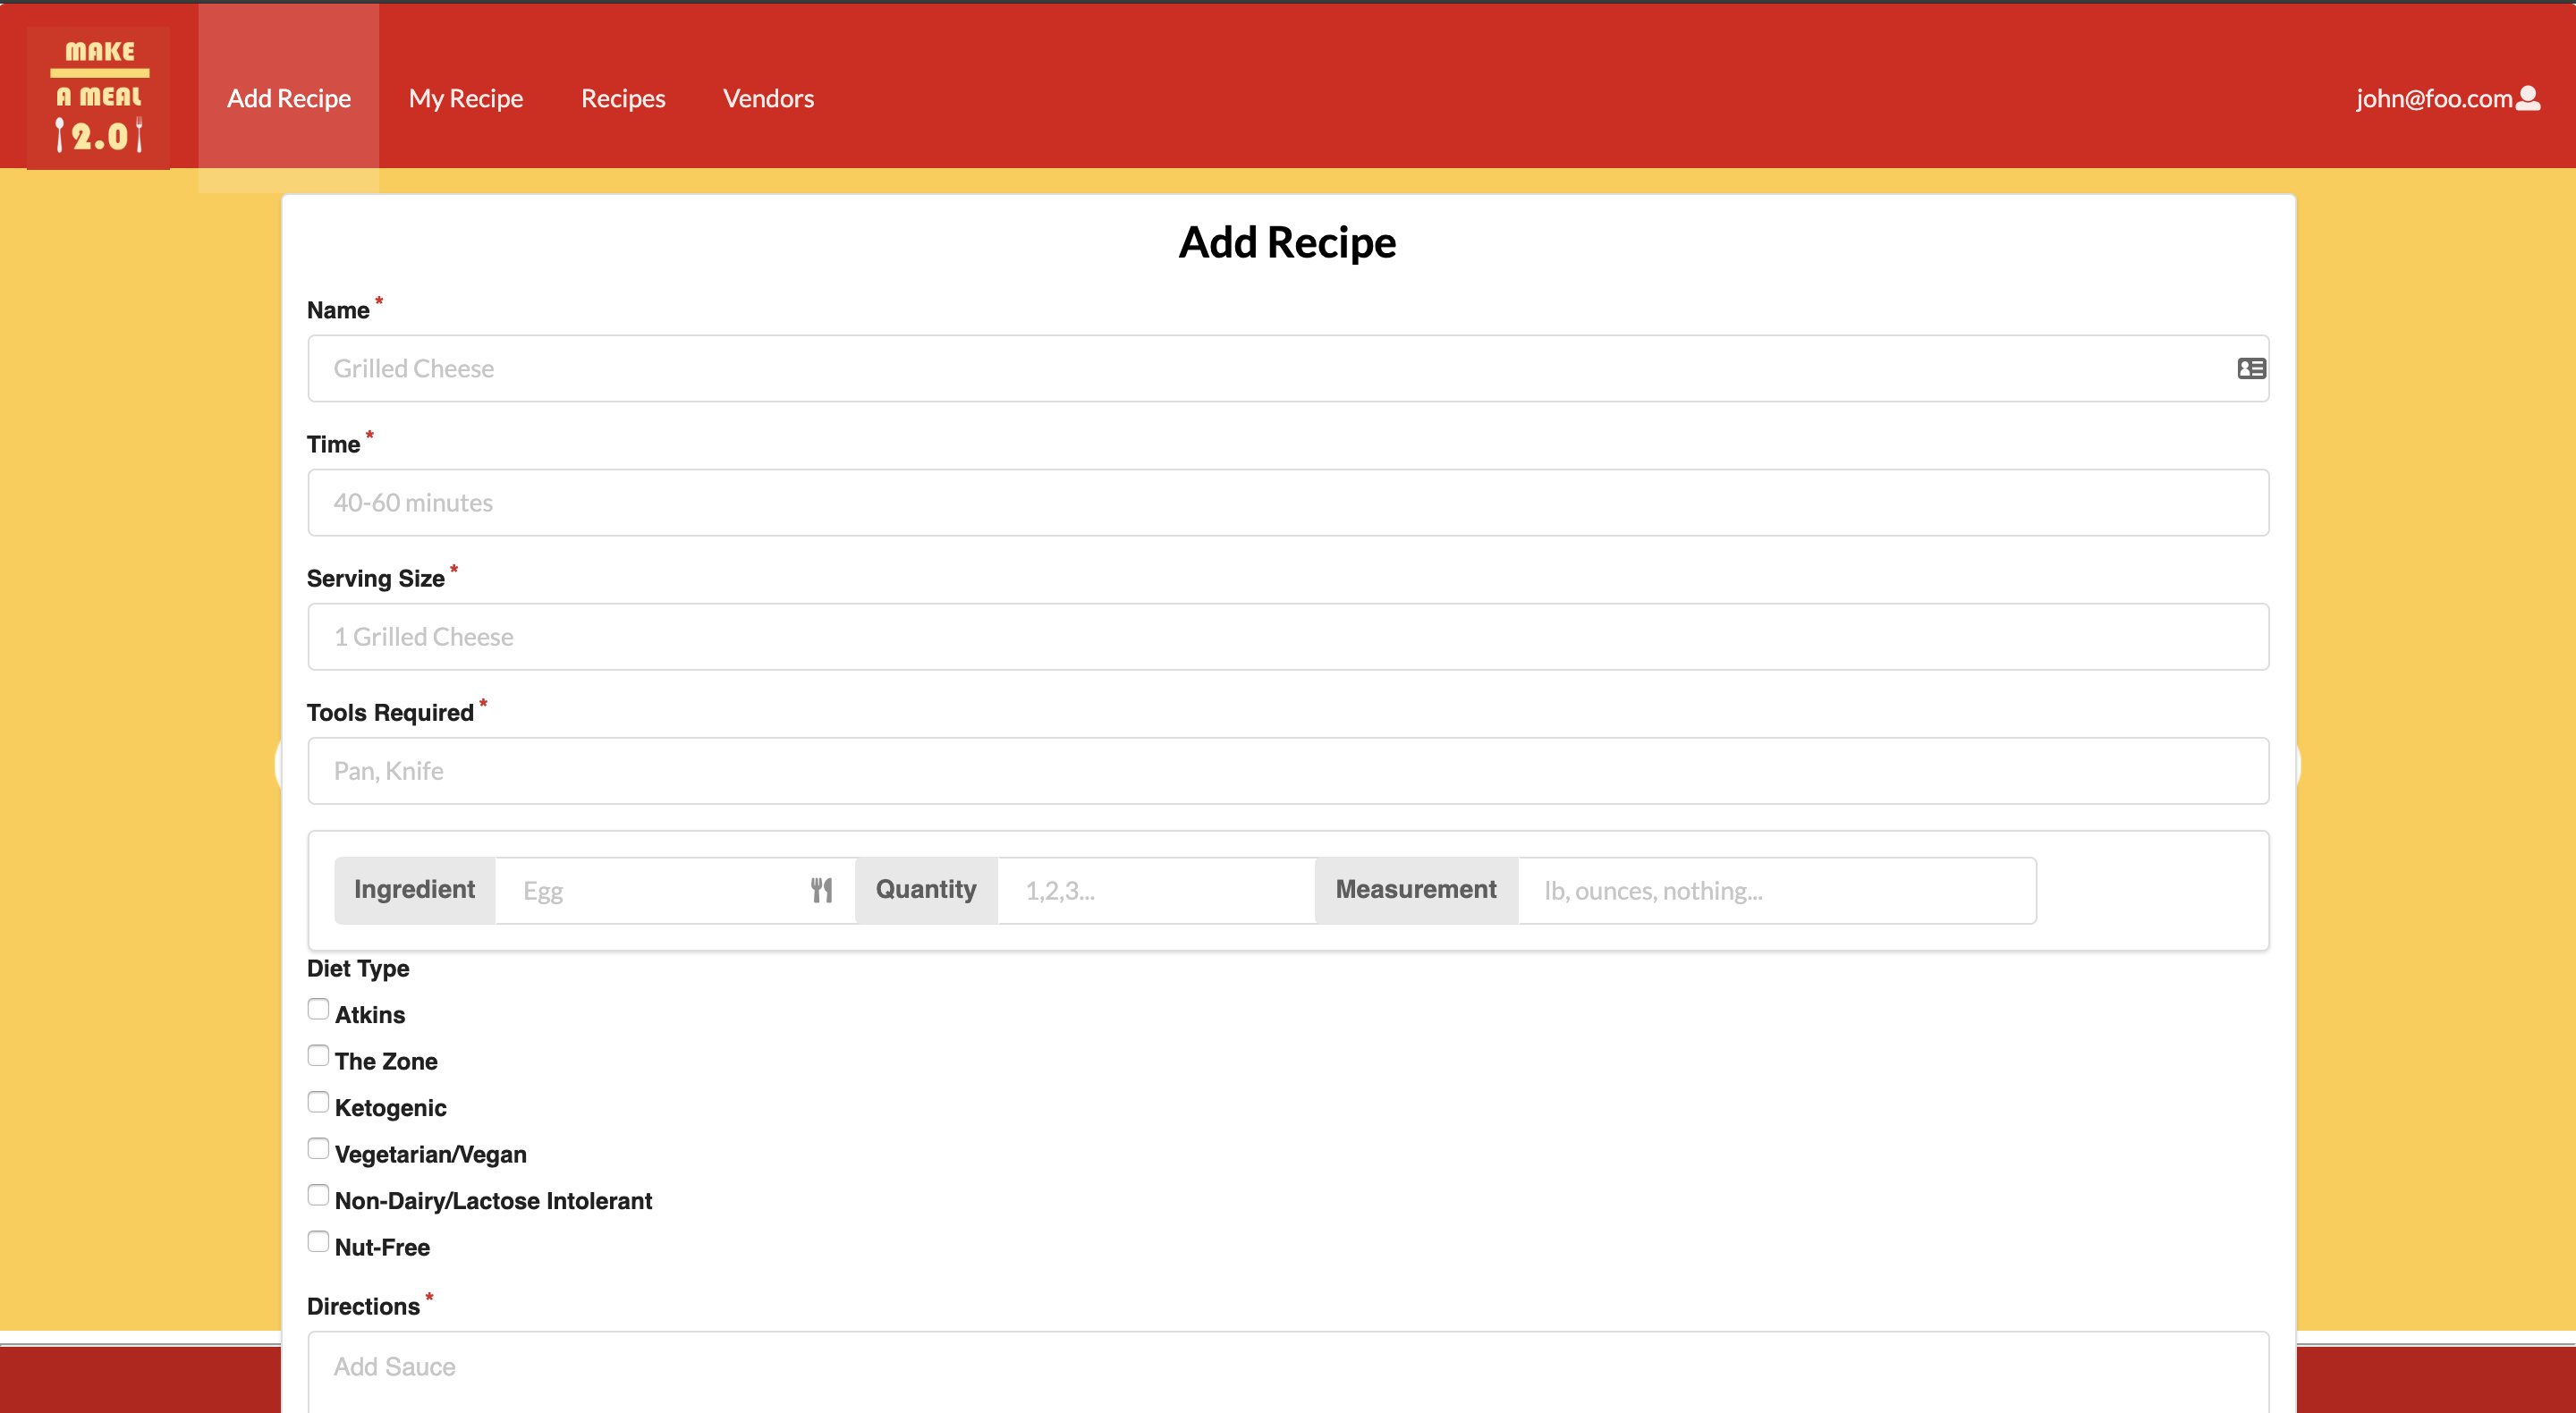 MAKE
A MEAL
2.0
Add Recipe
My Recipe
Recipes
Vendors
john@foo.com
Add Recipe
Name *
Grilled Cheese
Time *
40-60 minutes
Serving Size *
1 Grilled Cheese
Tools Required *
Pan, Knife
Ingredient Egg Quantity 1,2,3... Measurement lb, ounces, nothing...
Diet Type
Atkins
The Zone
Ketogenic
Vegetarian/Vegan
Non-Dairy/Lactose Intolerant
Nut-Free
Directions *
Add Sauce